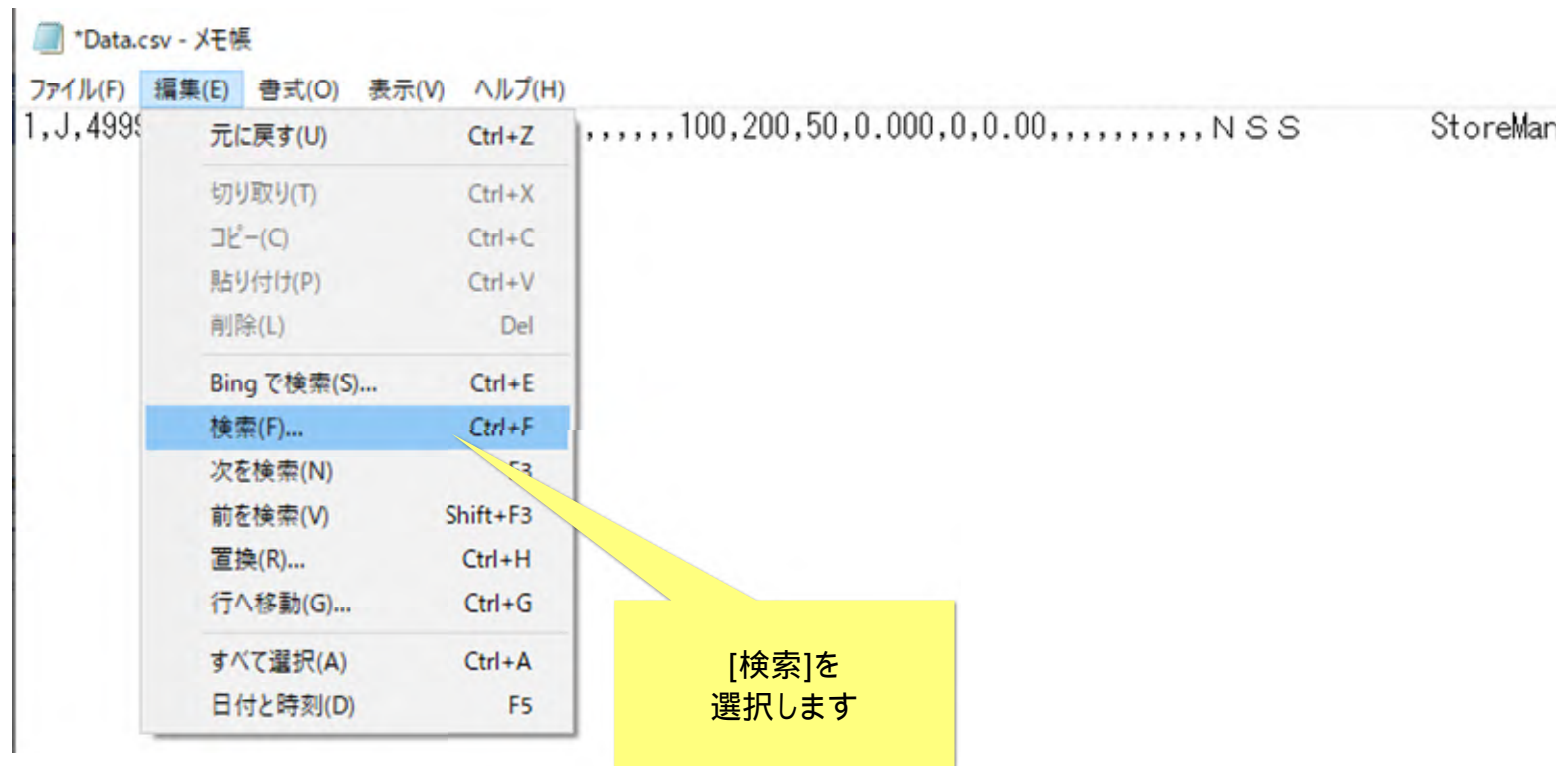 *Data.csv - メモ帳
ファイル(F) 編集(E) 書式(O) 表示(V) ヘルプ(H)
1,J,499 ,,,,,,100,200,50,0.000,0,0.00,,,,,,,,,,ＮＳＳ StoreMan
元に戻す(U) Ctrl+Z
切り取り(T) Ctrl+X
コピー(C) Ctrl+C
貼り付け(P) Ctrl+V
削除(L) Del
Bing で検索(S)... Ctrl+E
検索(F)... Ctrl+F
次を検索(N) F3
前を検索(V) Shift+F3
置換(R)... Ctrl+H
行へ移動(G)... Ctrl+G
すべて選択(A) Ctrl+A
日付と時刻(D) F5
[検索]を
選択します